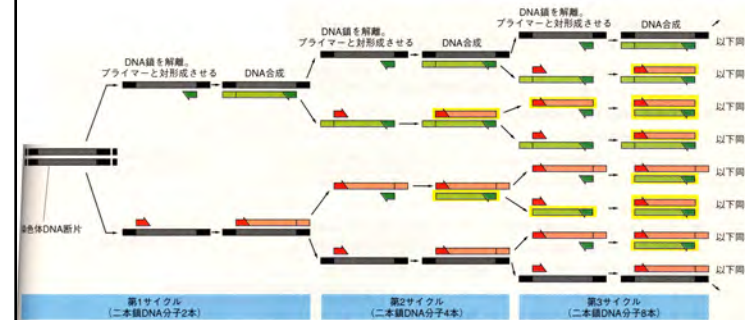 DNA鎖を解離。
プライマーと対形成させる
DNA合成
DNA鎖を解離。
プライマーと対形成させる
DNA合成
DNA鎖を解離。
プライマーと対形成させる
DNA合成
以下同
以下同
以下同
以下同
以下同
以下同
以下同
以下同
色体DNA断片
第1サイクル
(二本鎖DNA分子2本)
第2サイクル
(二本鎖DNA分子4本)
第3サイクル
(二本鎖DNA分子8本)